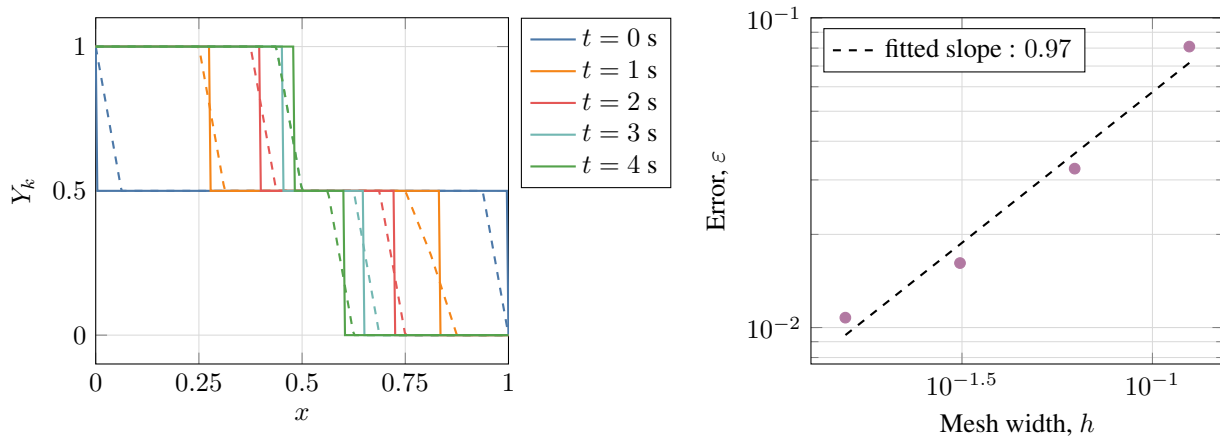 1
0.5
0
Y_k
0
0.25
0.5
0.75
1
x
t = 0 s
t = 1 s
t = 2 s
t = 3 s
t = 4 s
10^{-1}
10^{-2}
Error, ε
fitted slope : 0.97
10^{-1.5}
10^{-1}
Mesh width, h